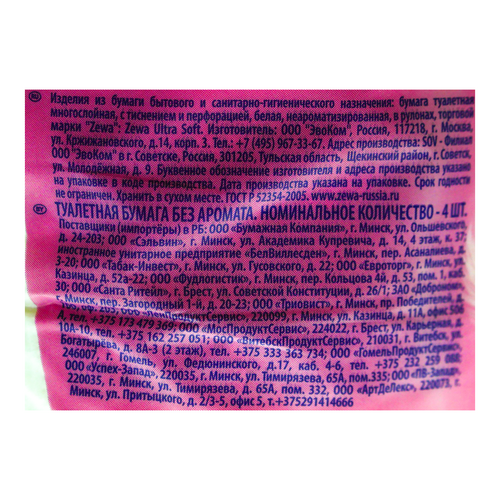 RU Изделия из бумаги бытового и санитарно-гигиенического назначения: бумага туалетная
многослойная, с тиснением и перфорацией, белая, неароматизированная, в рулонах, торговой
марки "Zewa": Zewa Ultra Soft. Изготовитель: ООО "ЭвоКом", Россия, 117218, г. Москва,
ул. Кржижановского, д.14, корп. 3. Тел.: +7 (495) 967-33-67. Адрес производства: SOV - Филиал
ООО "ЭвоКом" в г. Советске, Россия, 301205, Тульская область, Щекинский район, г. Советск,
ул. Молодёжная, д. 9. Буквенное обозначение изготовителя и адреса производства указано
на упаковке в коде производства. Дата производства указана на упаковке. Срок годности
не ограничен. Хранить в сухом месте. ГОСТ Р 52354-2005. www.zewa-russia.ru
BY ТУАЛЕТНАЯ БУМАГА БЕЗ АРОМАТА. НОМИНАЛЬНОЕ КОЛИЧЕСТВО - 4 ШТ.
Поставщики (импортёры) в РБ: ООО «Бумажная Компания», г. Минск, ул. Ольшевского,
д. 24-203; ООО «Сэльвин», г. Минск, ул. Академика Купревича, д. 14, 4 этаж, к. 37;
иностранное унитарное предприятие «БелВиллесден», г. Минск, пер. Асаналиева,
3-20; ООО «Табак-Инвест», г. Минск, ул. Гусовского, д. 22; ООО «Евроторг», г. Минск,
Казинца, д. 52а-22; ООО «Фудлогистик», г. Минск, пер. Кольцова 4й, д. 53, пом. 1, каб.
30; ООО «Санта Ритейл», г. Брест, ул. Советской Конституции, д. 26/1; ЗАО «Доброном»,
г. Минск, пер. Загородный 1-й, д. 20-23; ООО «Триовист», г. Минск, пр. Победителей, д.
ООО «ЛенПродуктСервис», 220099, г. Минск, ул. Казинца, д. 11А, офис 506
А, тел. +375 173 479 369; ООО «МосПродуктСервис», 224022, г. Брест, ул. Карьерная, д.
10А-10, тел. +375 162 257 051; ООО «ВитебскПродуктСервис», 210031, г. Витебск, ул.
Богатырёва, д. 8А-3 (2 этаж), тел. +375 333 363 734; ООО «ГомельПродуктСервис»,
246007, г. Гомель, ул. Федюнинского, д.17, каб. 4-6, тел. +375 232 259 068;
ООО «Успех-Запад», 220035, г. Минск, ул. Тимирязева, 65А, пом.335; ООО «ПВ-Запад»,
220035, г. Минск, ул. Тимирязева, д. 65А, пом. 332, ООО «АртДеЛекс», 220073, г.
Минск, ул. Притыцкого, д. 2/3-5, офис 5, т.+375291414666